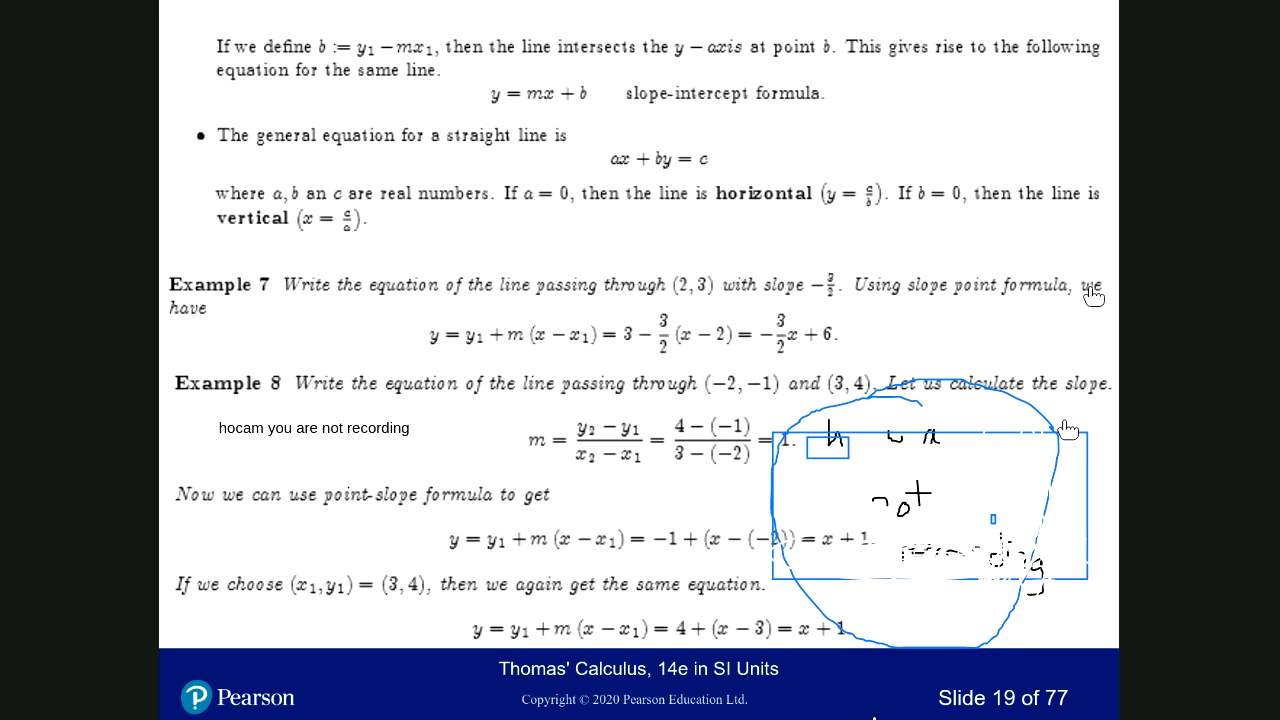 If we define b := y₁ − mx₁, then the line intersects the y − axis at point b. This gives rise to the following
equation for the same line.
y = mx + b slope-intercept formula.
• The general equation for a straight line is
ax + by = c
where a, b an c are real numbers. If a = 0, then the line is horizontal (y = c/b). If b = 0, then the line is
vertical (x = c/a).
Example 7 Write the equation of the line passing through (2, 3) with slope −3/2. Using slope point formula, we
have
y = y₁ + m (x − x₁) = 3 − 3/2 (x − 2) = −3/2x + 6.
Example 8 Write the equation of the line passing through (−2, −1) and (3, 4). Let us calculate the slope.
hocam you are not recording
m = y₂ − y₁/x₂ − x₁ = 4 − (−1)/3 − (−2) = 1.
not
Now we can use point-slope formula to get
y = y₁ + m (x − x₁) = −1 + (x − (−2)) = x + 1.
recording
If we choose (x₁, y₁) = (3, 4), then we again get the same equation.
y = y₁ + m (x − x₁) = 4 + (x − 3) = x + 1
Thomas' Calculus, 14e in SI Units
P Pearson
Copyright © 2020 Pearson Education Ltd.
Slide 19 of 77